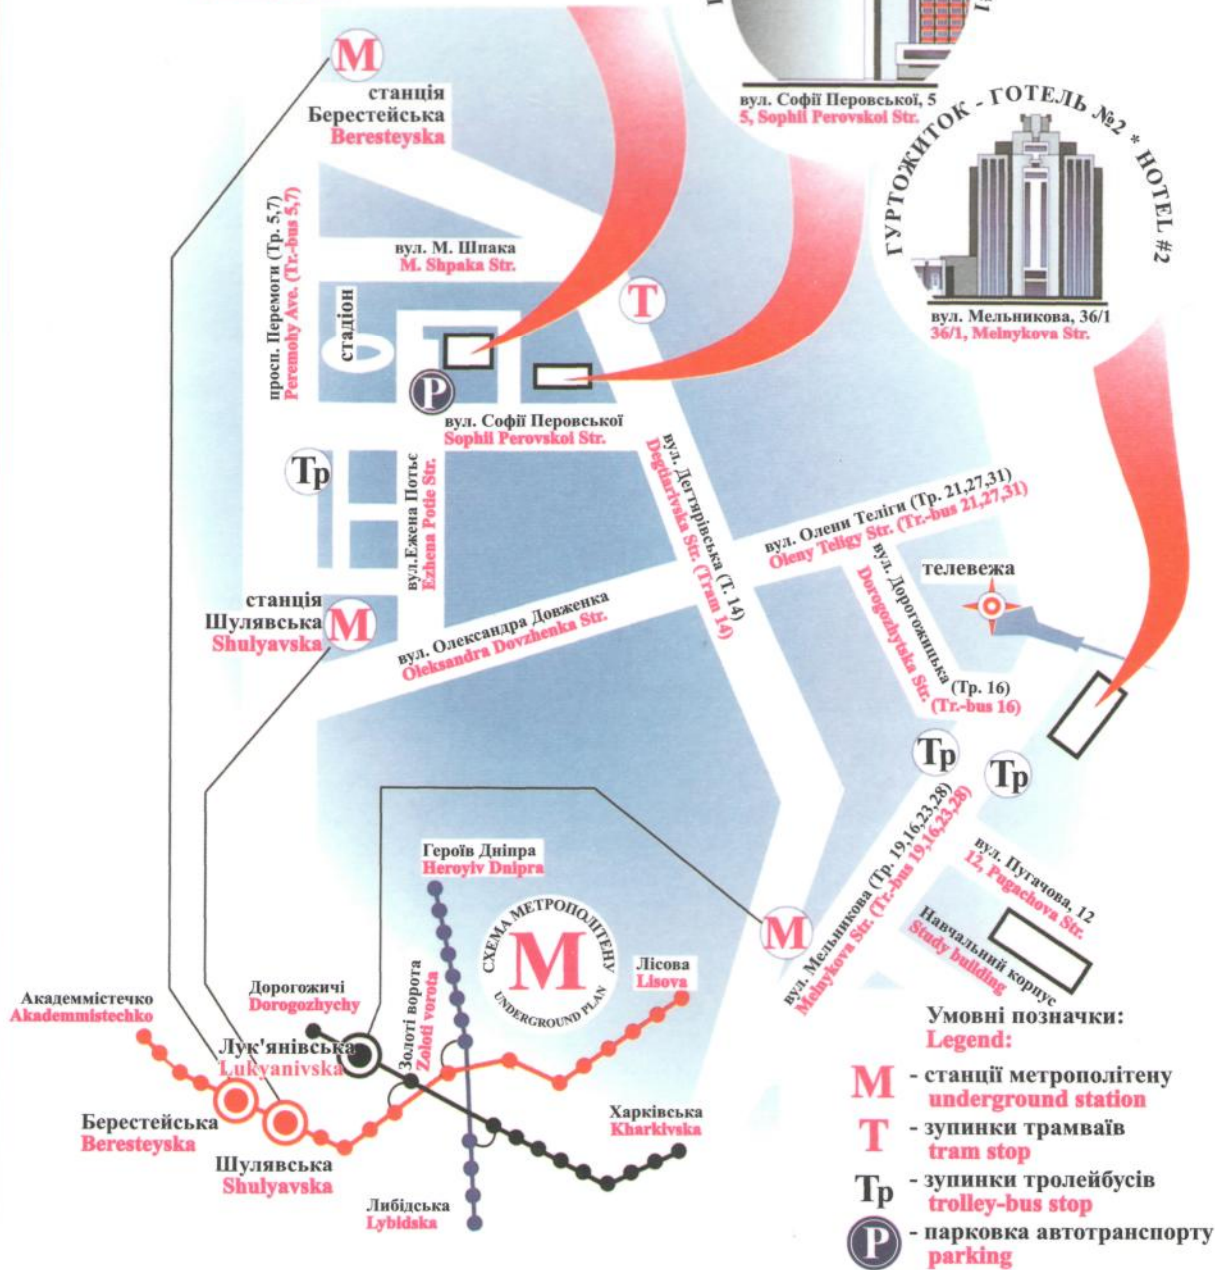 вул. Софії Перовської, 5
5, Sophii Perovskoi Str.
ГУРТОЖИТОК - ГОТЕЛЬ №2 * HOTEL #2
вул. Мельникова, 36/1
36/1, Melnykova Str.
М
станція
Берестейська
Beresteyska
просп. Перемоги (Тр. 5,7)
Peremohy Ave. (Tr.-bus 5,7)
вул. М. Шпака
M. Shpaka Str.
Т
стадіон
P
вул. Софії Перовської
Sophii Perovskoi Str.
Тр
вул.Ежена Потьє
Ezhena Potie Str.
вул. Дегтярівська (Т. 14)
Degtiarivska Str. (Tram 14)
вул. Олени Теліги (Тр. 21,27,31)
Oleny Teligy Str. (Tr.-bus 21,27,31)
вул. Дорогожицька
(Тр. 16)
Dorogozhytska Str.
(Tr.-bus 16)
телевежа
станція
Шулявська
Shulyavska
М
вул. Олександра Довженка
Oleksandra Dovzhenka Str.
Тр
Тр
вул. Мельникова (Тр. 19,16,23,28)
Melnykova Str. (Tr.-bus 19,16,23,28)
вул. Пугачова, 12
12, Pugachova Str.
Навчальний корпус
Study building
М
Героїв Дніпра
Heroyiv Dnipra
СХЕМА МЕТРОПОЛІТЕНУ
М
UNDERGROUND PLAN
Лісова
Lisova
Академмістечко
Akademmistechko
Дорогожичі
Dorogozhychy
Лук'янівська
Lukyanivska
Золоті ворота
Zoloti vorota
Берестейська
Beresteyska
Шулявська
Shulyavska
Харківська
Kharkivska
Либідська
Lybidska
Умовні позначки:
Legend:
М - станції метрополітену
underground station
Т - зупинки трамваїв
tram stop
Тр - зупинки тролейбусів
trolley-bus stop
P - парковка автотранспорту
parking